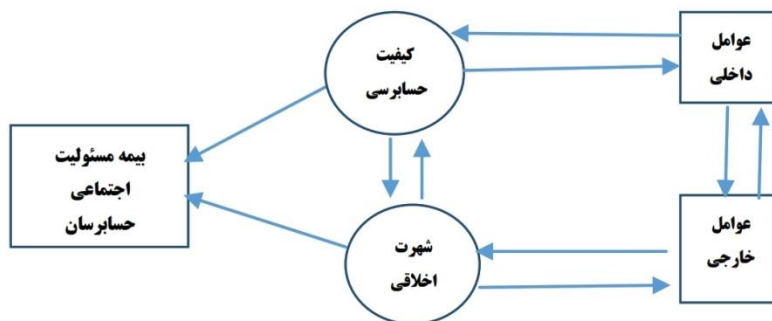 عوامل
داخلی
کیفیت
حسابرسی
بیمه مسئولیت
اجتماعی
حسابرسان
عوامل
خارجی
شهرت
اخلاقی